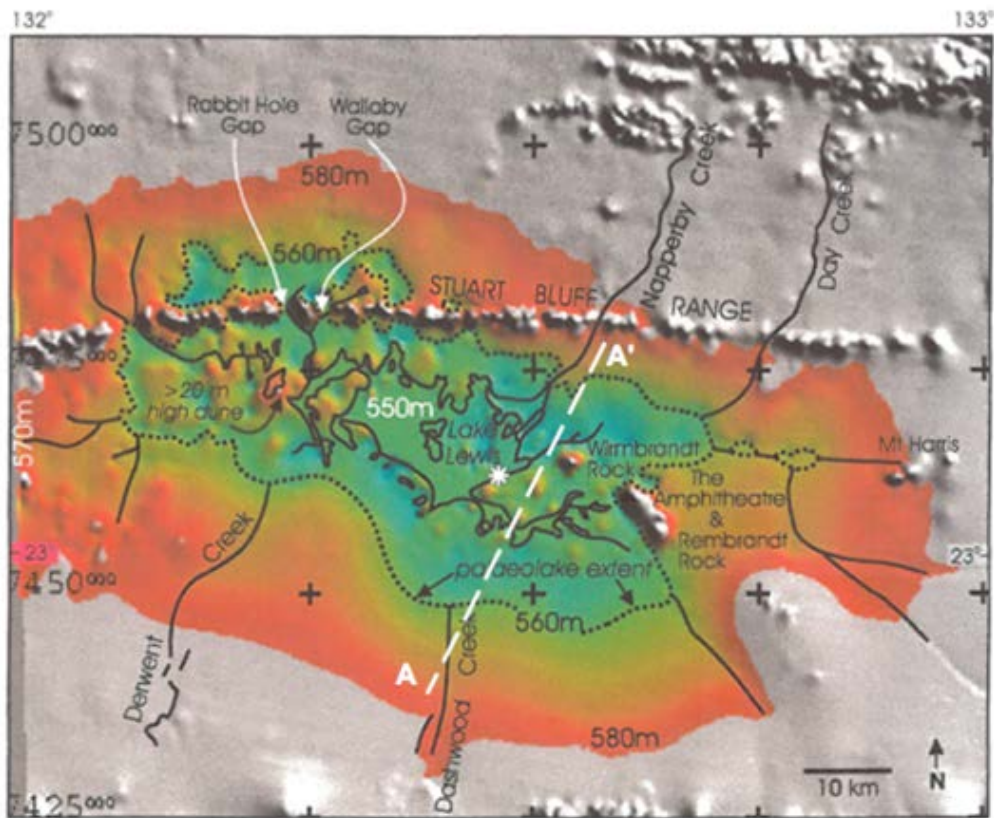 132°
133°
Rabbit Hole
Gap
Wallaby
Gap
7500000
580m
Napperby
Creek
Day
Creek
560m
STUART BLUFF RANGE
A'
>20 m
high dune
550m
Lake
Lewis
570m
Wirmbrandt
Rock
Mt Harris
The
Amphitheatre
&
Rembrandt
Rock
23
23°
Creek
Derwent
palaeolake extent
7450000
560m
A
Creek
Dashwood
580m
10 km
N
7425000